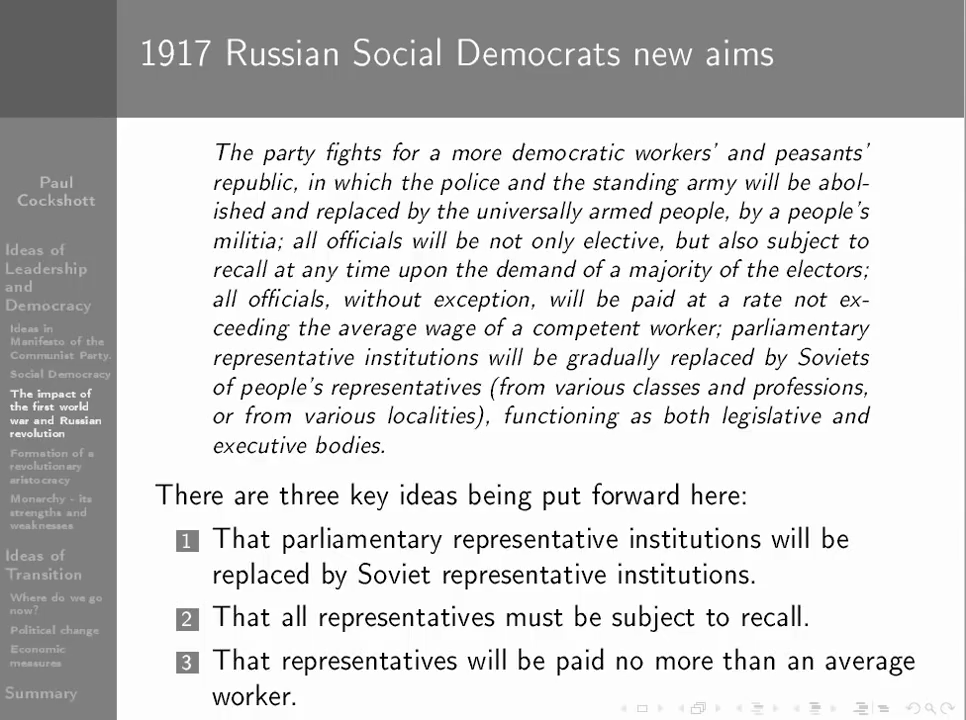 1917 Russian Social Democrats new aims
Paul
Cockshott
Ideas of
Leadership
and
Democracy
Ideas in
Manifesto of the
Communist Party.
Social Democracy
The impact of
the first world
war and Russian
revolution
Formation of a
revolutionary
aristocracy
Monarchy - its
strengths and
weaknesses
Ideas of
Transition
Where do we go
now?
Political change
Economic
measures
Summary
The party fights for a more democratic workers' and peasants'
republic, in which the police and the standing army will be abol-
ished and replaced by the universally armed people, by a people's
militia; all officials will be not only elective, but also subject to
recall at any time upon the demand of a majority of the electors;
all officials, without exception, will be paid at a rate not ex-
ceeding the average wage of a competent worker; parliamentary
representative institutions will be gradually replaced by Soviets
of people's representatives (from various classes and professions,
or from various localities), functioning as both legislative and
executive bodies.
There are three key ideas being put forward here:
1 That parliamentary representative institutions will be
replaced by Soviet representative institutions.
2 That all representatives must be subject to recall.
3 That representatives will be paid no more than an average
worker.